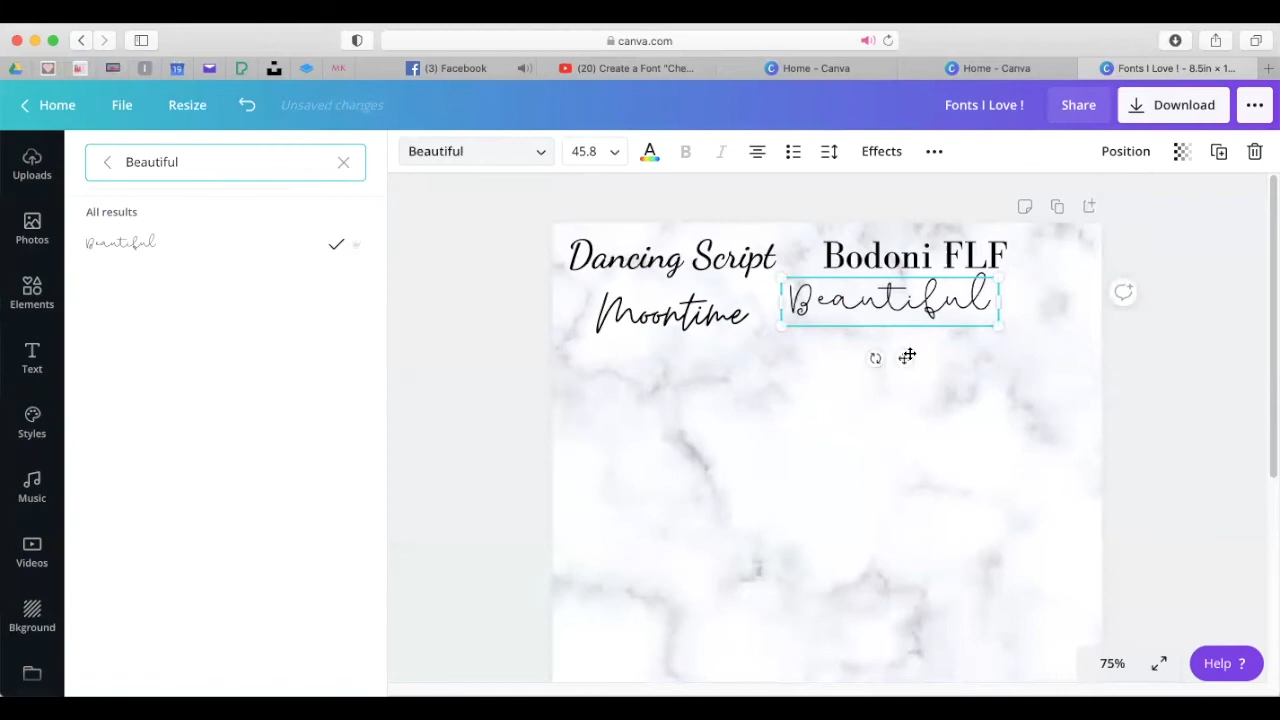 canva.com
(3) Facebook
(20) Create a Font "Che...
Home - Canva
Home - Canva
Fonts I Love ! - 8.5in × 1...
Home
File
Resize
Unsaved changes
Fonts I Love !
Share
Download
Beautiful
Beautiful
45.8
A
B
I
Effects
Position
Uploads
Photos
Elements
Text
Styles
Music
Videos
Bkground
All results
Beautiful
Dancing Script
Bodoni FLF
Moontime
Beautiful
75%
Help ?